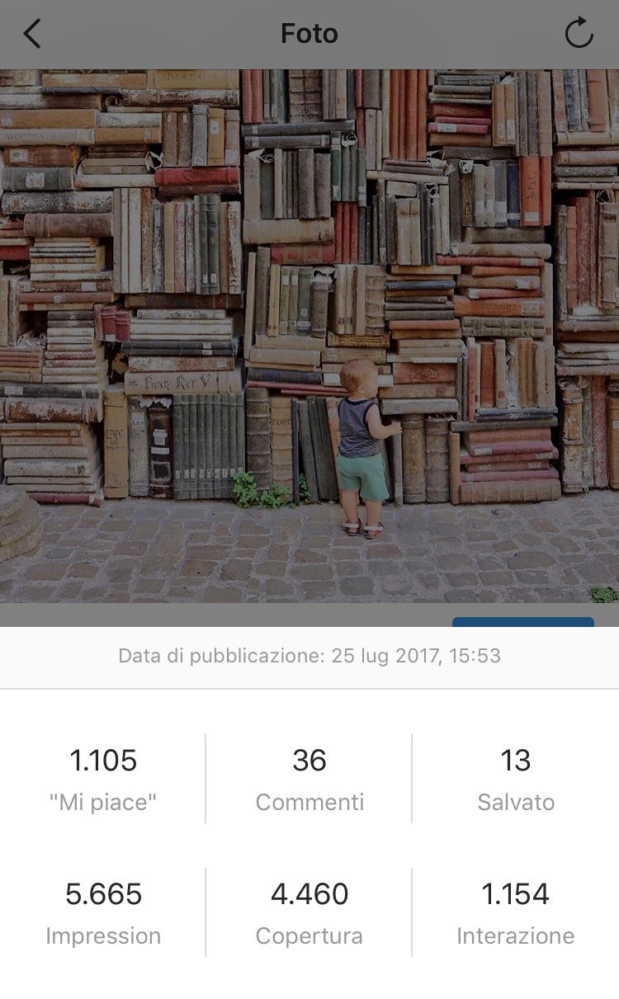 Foto
Data di pubblicazione: 25 lug 2017, 15:53
1.105
36
13
"Mi piace"
Commenti
Salvato
5.665
4.460
1.154
Impression
Copertura
Interazione